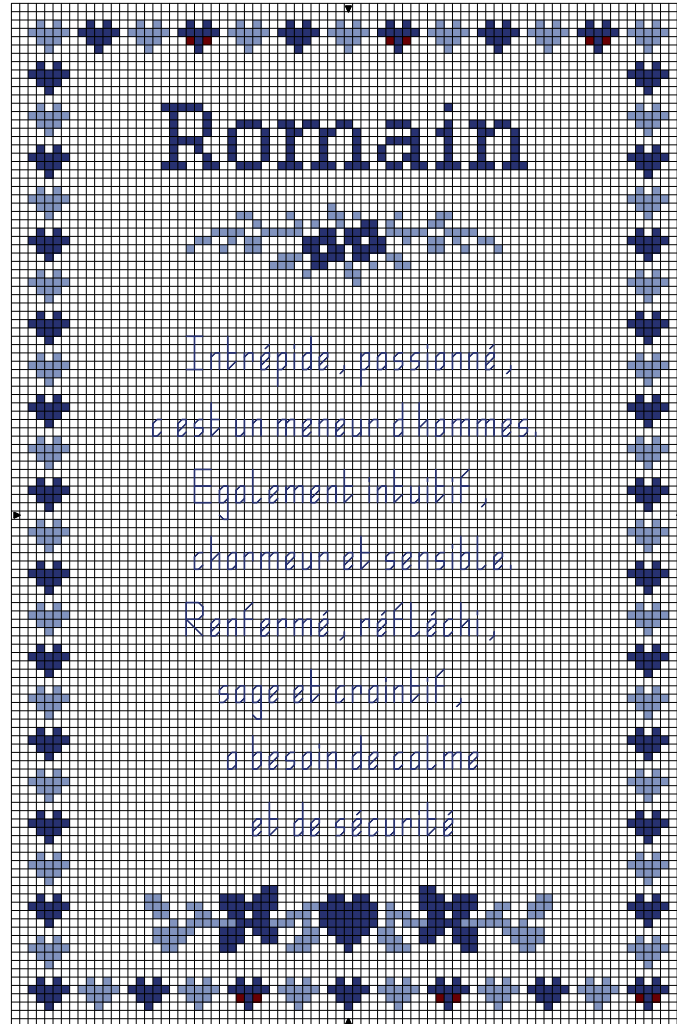 Romain
Intrépide, passionné,
c'est un meneur d'hommes.
Egalement intuitif,
charmeur et sensible.
Renfermé, réfléchi,
sage et craintif,
a besoin de calme
et de sécurité